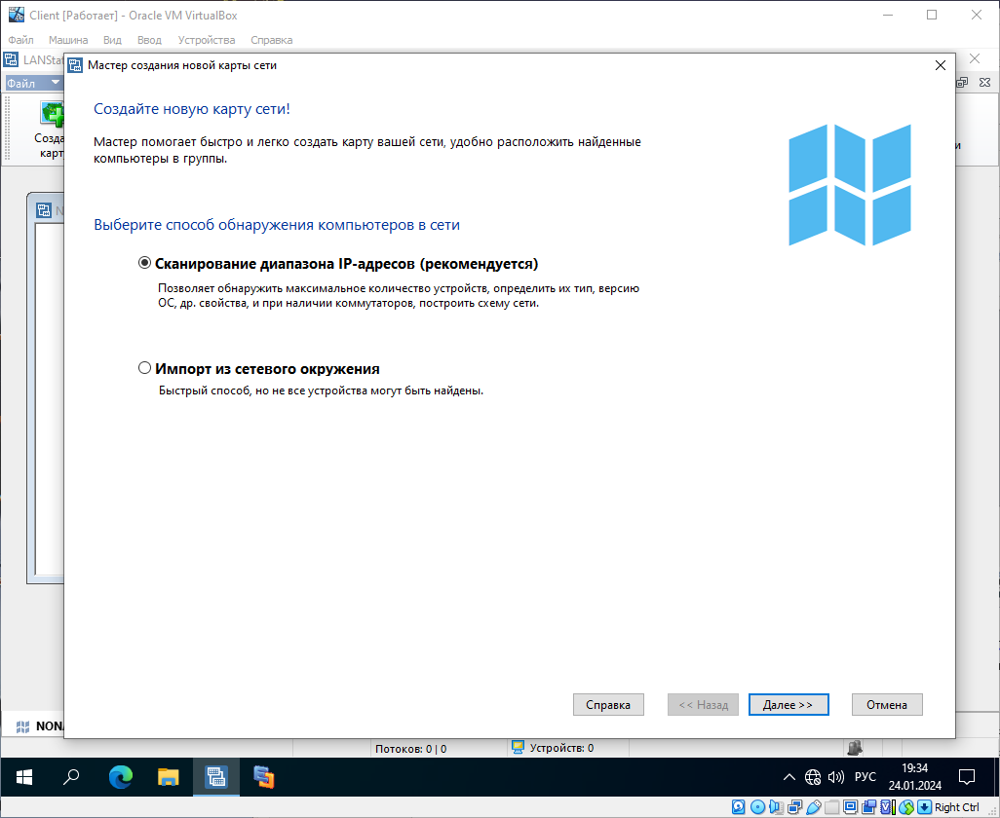 Client [Работает] - Oracle VM VirtualBox
Файл Машина Вид Ввод Устройства Справка
LANStat
Мастер создания новой карты сети
Файл
Создайте новую карту сети!
Созда
карт
Мастер помогает быстро и легко создать карту вашей сети, удобно расположить найденные
компьютеры в группы.
и
N
Выберите способ обнаружения компьютеров в сети
Сканирование диапазона IP-адресов (рекомендуется)
Позволяет обнаружить максимальное количество устройств, определить их тип, версию
ОС, др. свойства, и при наличии коммутаторов, построить схему сети.
Импорт из сетевого окружения
Быстрый способ, но не все устройства могут быть найдены.
Справка << Назад Далее >> Отмена
NONA
Потоков: 0 | 0 Устройств: 0
РУС
19:34
24.01.2024
Right Ctrl